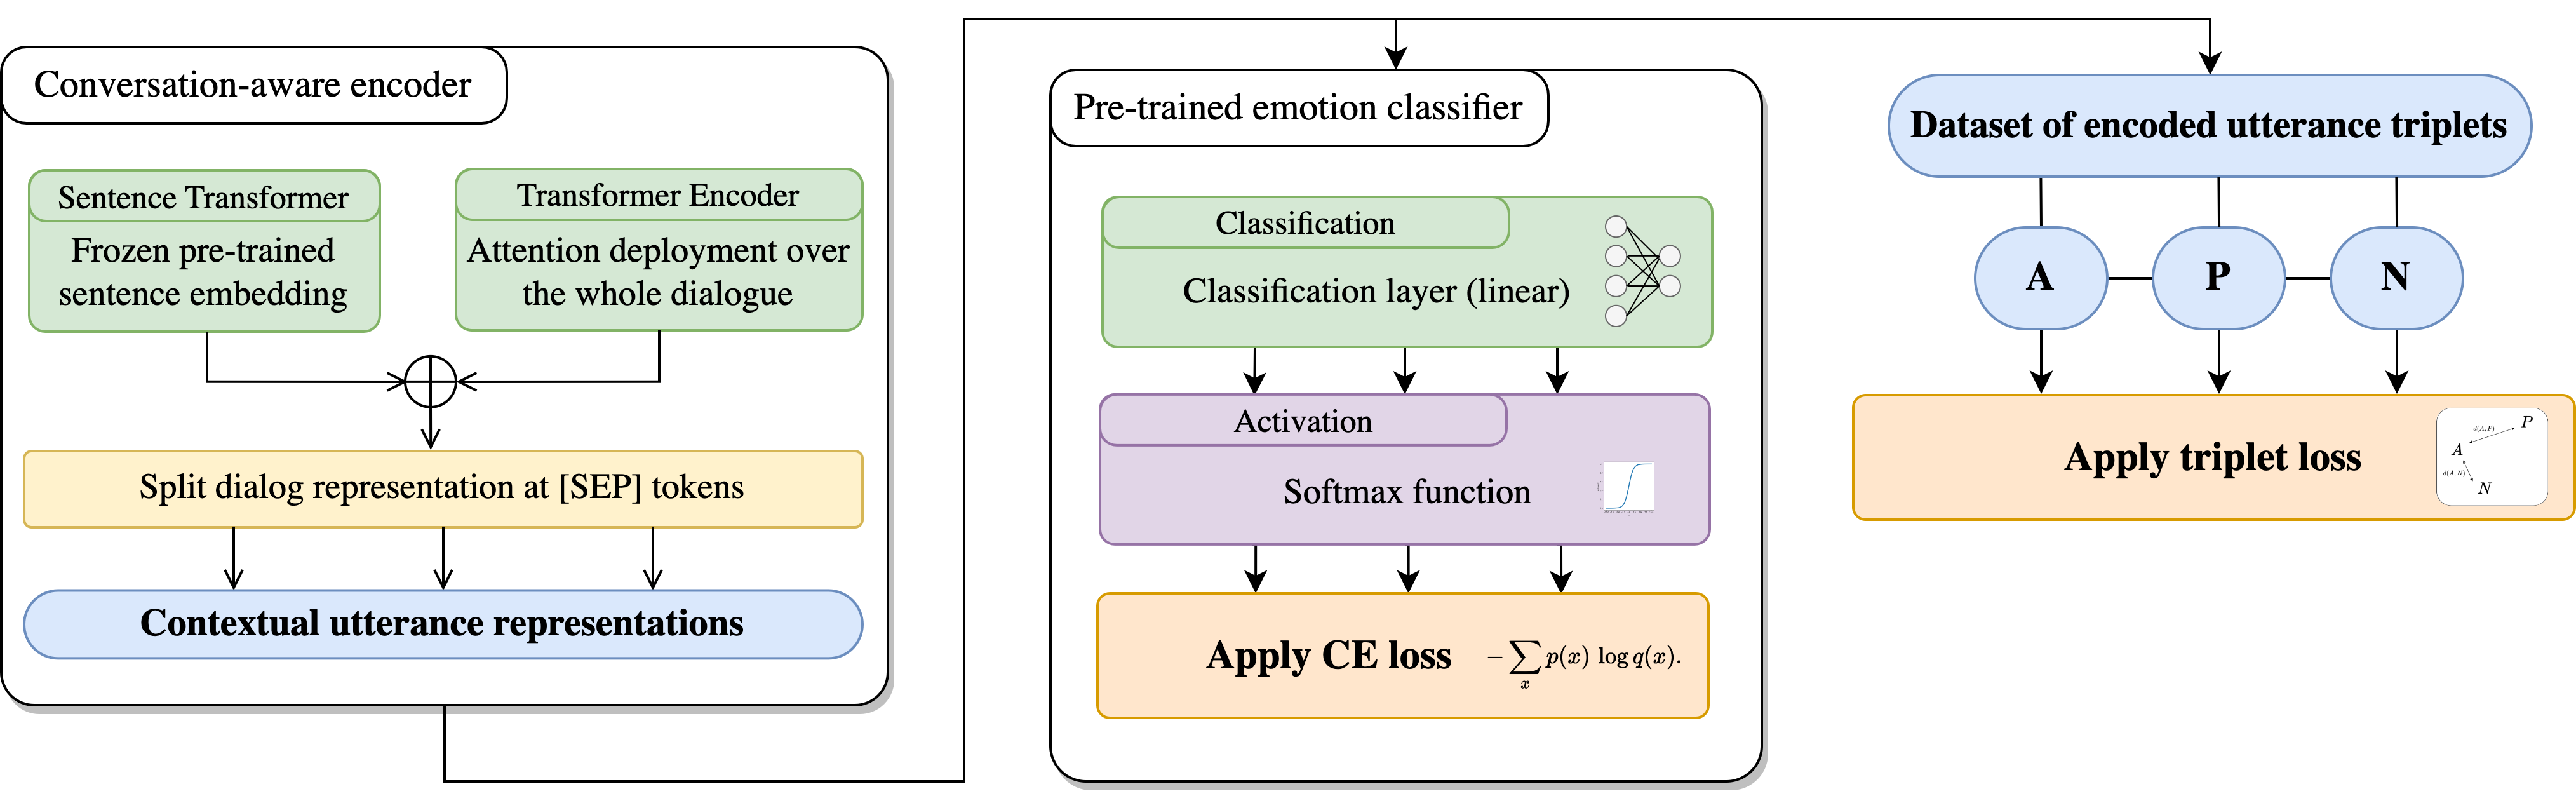 Conversation-aware encoder
Sentence Transformer
Frozen pre-trained
sentence embedding
Transformer Encoder
Attention deployment over
the whole dialogue
Split dialog representation at [SEP] tokens
Contextual utterance representations
Pre-trained emotion classifier
Classification
Classification layer (linear)
Activation
Softmax function
Apply CE loss
− ∑ p(x) log q(x).
x
Dataset of encoded utterance triplets
A
P
N
Apply triplet loss
d(A, P)
P
A
d(A, N)
N